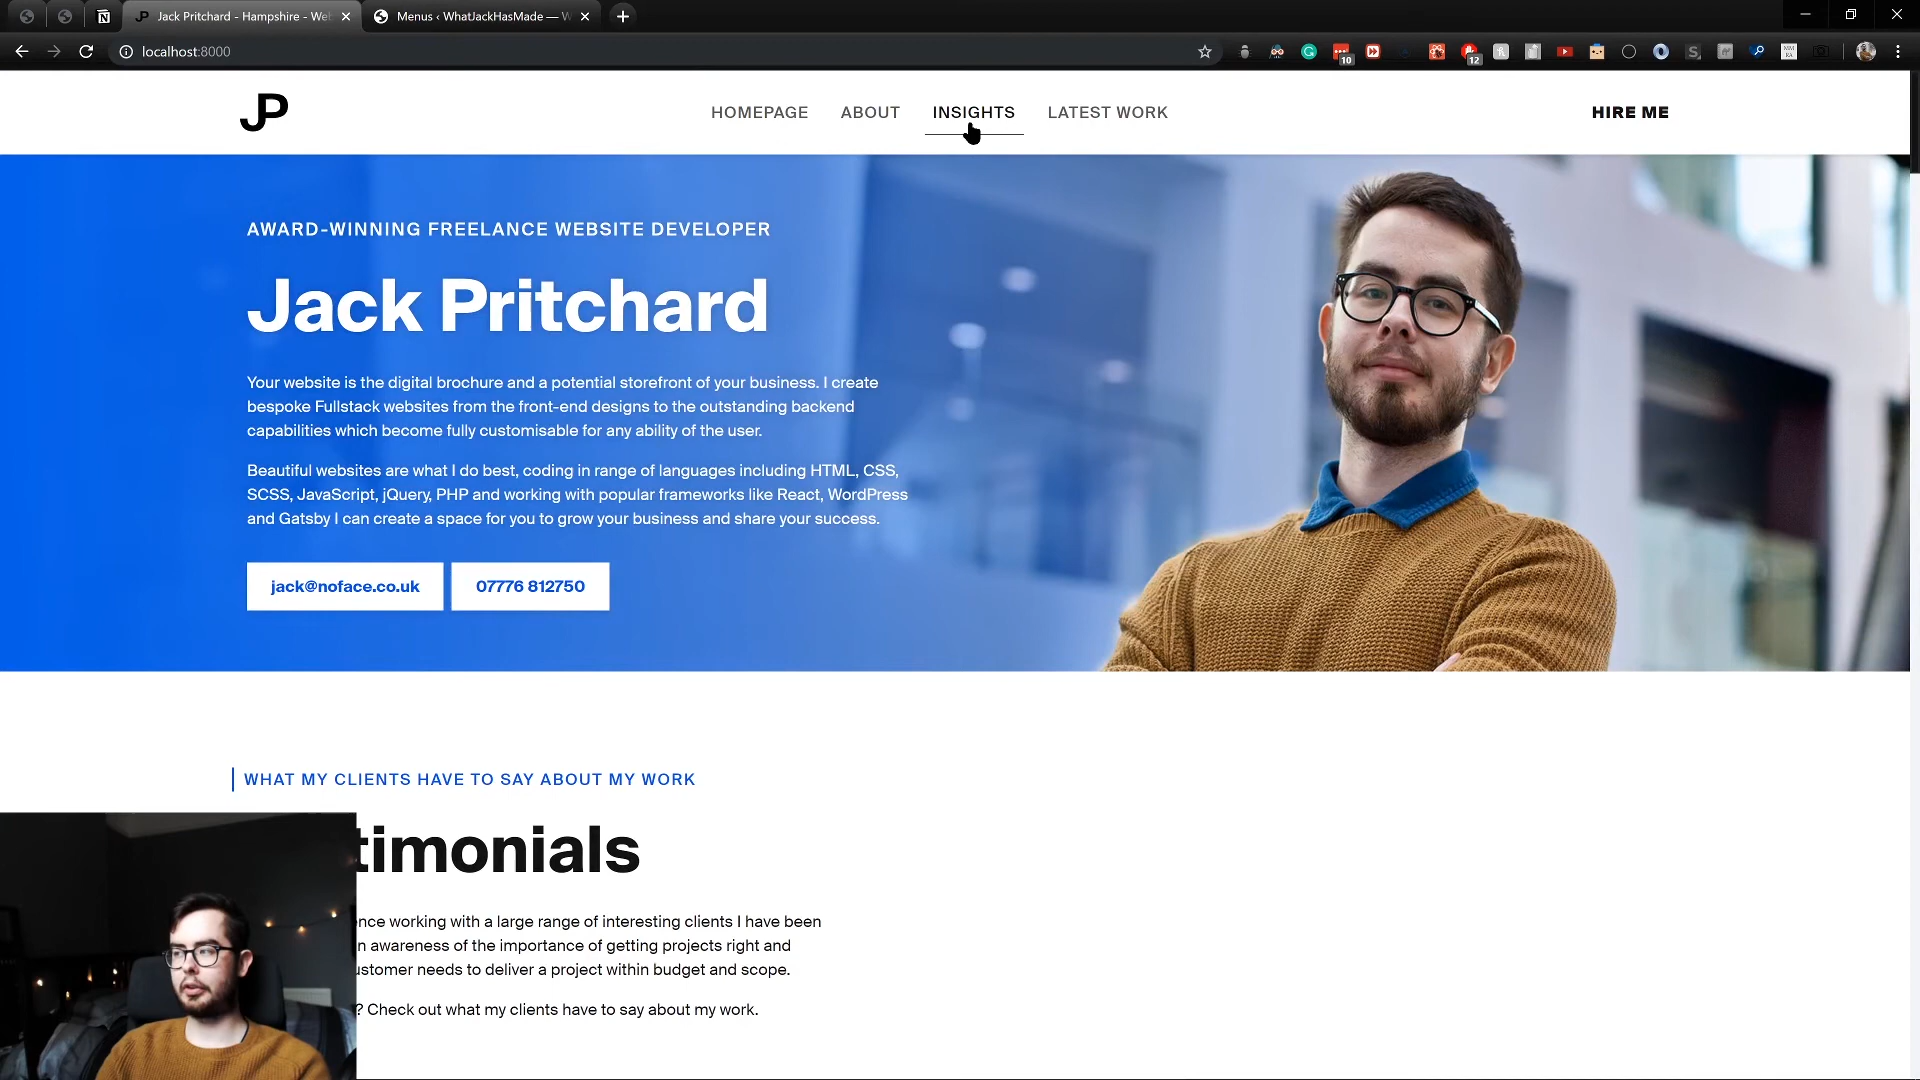 Jack Pritchard - Hampshire - Web
Menus ‹ WhatJackHasMade — W
localhost:8000
10
12
JP
HOMEPAGE
ABOUT
INSIGHTS
LATEST WORK
HIRE ME
AWARD-WINNING FREELANCE WEBSITE DEVELOPER
Jack Pritchard
Your website is the digital brochure and a potential storefront of your business. I create
bespoke Fullstack websites from the front-end designs to the outstanding backend
capabilities which become fully customisable for any ability of the user.
Beautiful websites are what I do best, coding in range of languages including HTML, CSS,
SCSS, JavaScript, jQuery, PHP and working with popular frameworks like React, WordPress
and Gatsby I can create a space for you to grow your business and share your success.
jack@noface.co.uk
07776 812750
WHAT MY CLIENTS HAVE TO SAY ABOUT MY WORK
timonials
nce working with a large range of interesting clients I have been
n awareness of the importance of getting projects right and
ustomer needs to deliver a project within budget and scope.
? Check out what my clients have to say about my work.